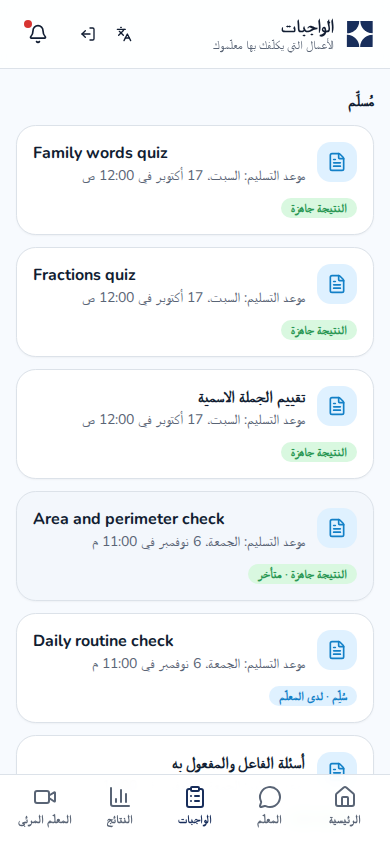 الواجبات
الأعمال التي يكلّفك بها معلّموك
مُسلَّم
Family words quiz
موعد التسليم: السبت، 17 أكتوبر في 12:00 ص
النتيجة جاهزة
Fractions quiz
موعد التسليم: السبت، 17 أكتوبر في 12:00 ص
النتيجة جاهزة
تقييم الجملة الاسمية
موعد التسليم: السبت، 17 أكتوبر في 12:00 ص
النتيجة جاهزة
Area and perimeter check
موعد التسليم: الجمعة، 6 نوفمبر في 11:00 م
النتيجة جاهزة · متأخر
Daily routine check
موعد التسليم: الجمعة، 6 نوفمبر في 11:00 م
سُلِّم · لدى المعلّم
أسئلة الفاعل والمفعول به
الرئيسية
المعلّم
الواجبات
النتائج
المعلّم المرئي